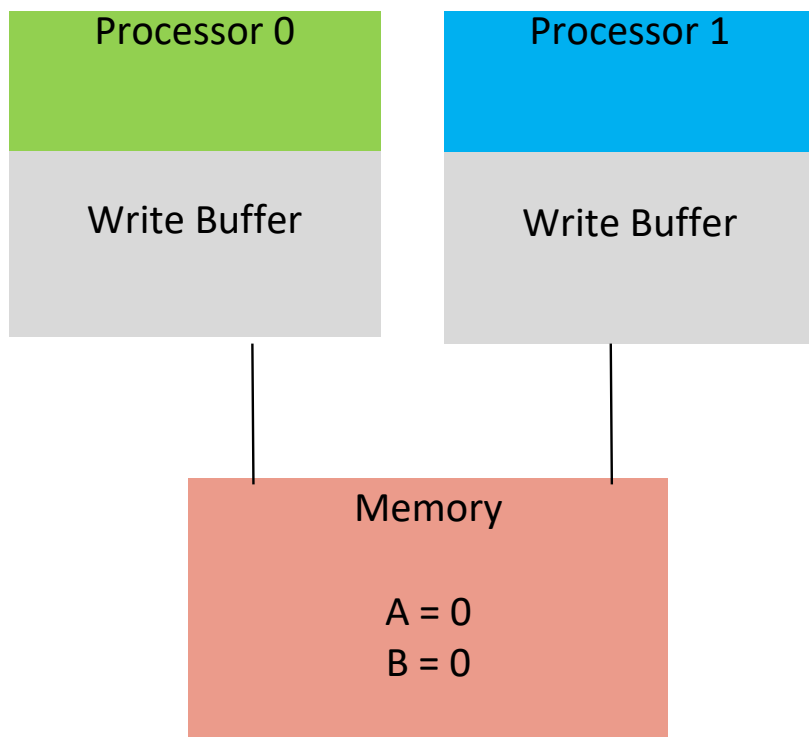 Processor 0
Processor 1
Write Buffer
Write Buffer
Memory
A = 0
B = 0